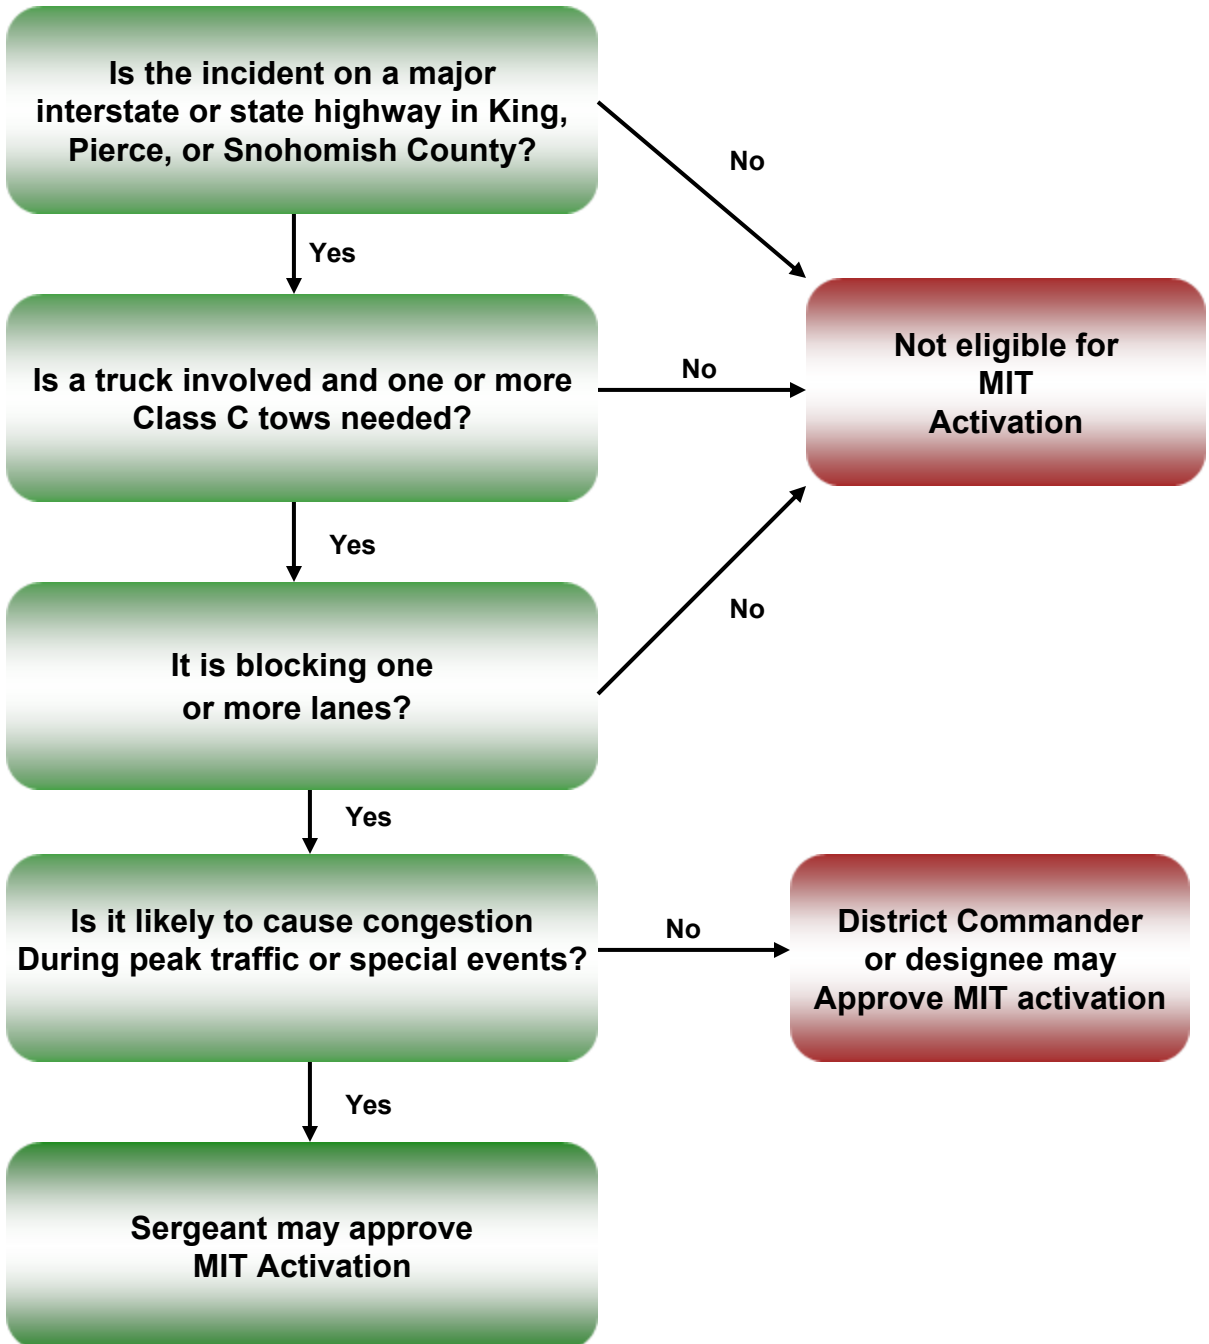 Is the incident on a major
interstate or state highway in King,
Pierce, or Snohomish County?
No
Yes
Is a truck involved and one or more
Class C tows needed?
No
Not eligible for
MIT
Activation
Yes
It is blocking one
or more lanes?
No
Yes
Is it likely to cause congestion
During peak traffic or special events?
No
District Commander
or designee may
Approve MIT activation
Yes
Sergeant may approve
MIT Activation